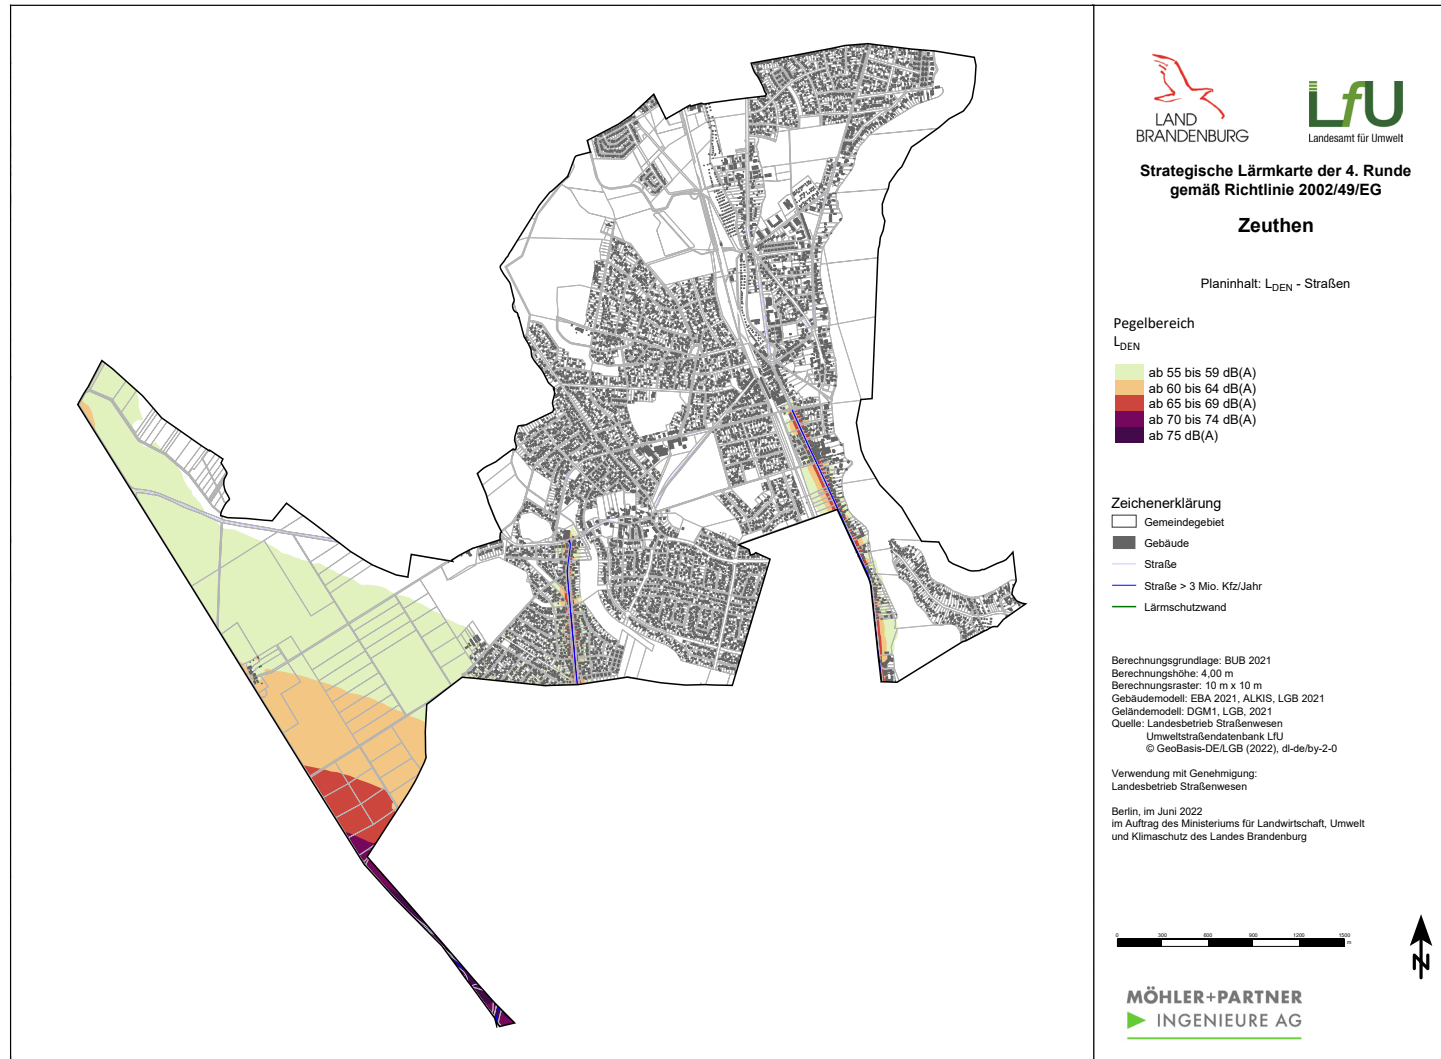 LAND
BRANDENBURG
LfU
Landesamt für Umwelt
Strategische Lärmkarte der 4. Runde
gemäß Richtlinie 2002/49/EG
Zeuthen
Planinhalt: LDEN - Straßen
Pegelbereich
LDEN
ab 55 bis 59 dB(A)
ab 60 bis 64 dB(A)
ab 65 bis 69 dB(A)
ab 70 bis 74 dB(A)
ab 75 dB(A)
Zeichenerklärung
Gemeindegebiet
Gebäude
Straße
Straße > 3 Mio. Kfz/Jahr
Lärmschutzwand
Berechnungsgrundlage: BUB 2021
Berechnungshöhe: 4,00 m
Berechnungsraster: 10 m x 10 m
Gebäudemodell: EBA 2021, ALKIS, LGB 2021
Geländemodell: DGM1, LGB, 2021
Quelle: Landesbetrieb Straßenwesen
Umweltstraßendatenbank LfU
© GeoBasis-DE/LGB (2022), dl-de/by-2-0
Verwendung mit Genehmigung:
Landesbetrieb Straßenwesen
Berlin, im Juni 2022
im Auftrag des Ministeriums für Landwirtschaft, Umwelt
und Klimaschutz des Landes Brandenburg
0 300 600 900 1200 1500
m
N
MÖHLER+PARTNER
INGENIEURE AG